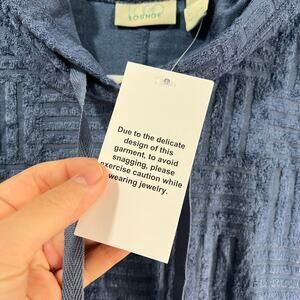 Due to the delicate
design of this
garment, to avoid
snagging, please
exercise caution while
wearing jewelry.